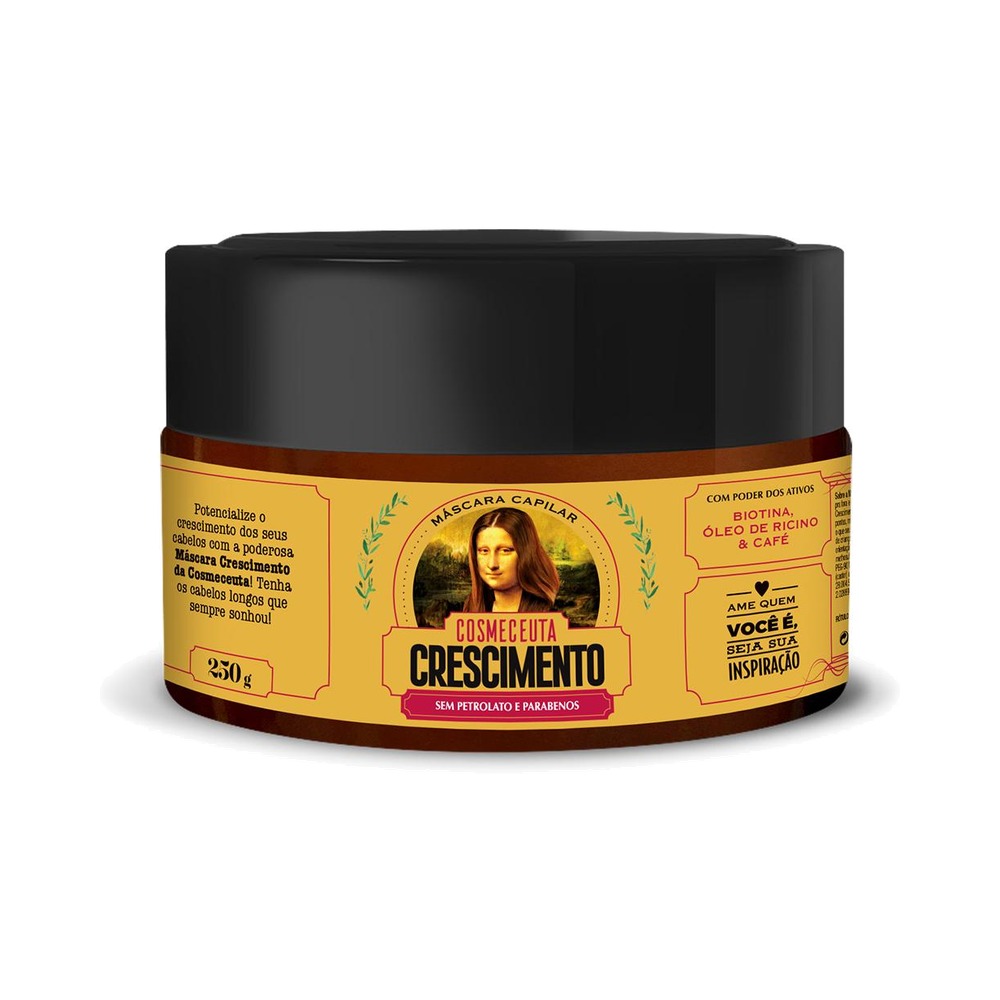 Potencialize o
crescimento dos seus
cabelos com a poderosa
Máscara Crescimento
da Cosmeceuta! Tenha
os cabelos longos que
sempre sonhou!
250g
MÁSCARA CAPILAR
COSMECEUTA
CRESCIMENTO
SEM PETROLATO E PARABENOS
COM PODER DOS ATIVOS
BIOTINA,
ÓLEO DE RICINO
& CAFÉ
AME QUEM
VOCÊ É,
SEJA SUA
INSPIRAÇÃO